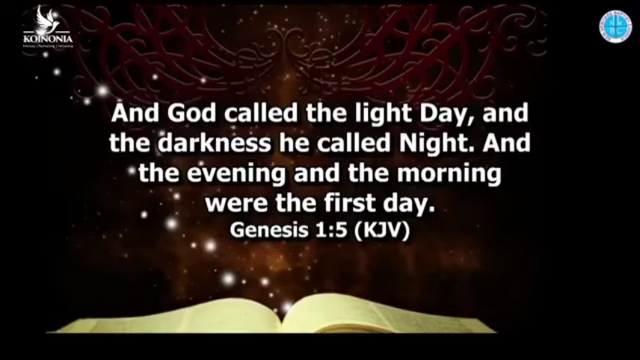 KOINONIA
And God called the light Day, and
the darkness he called Night. And
the evening and the morning
were the first day.
Genesis 1:5 (KJV)